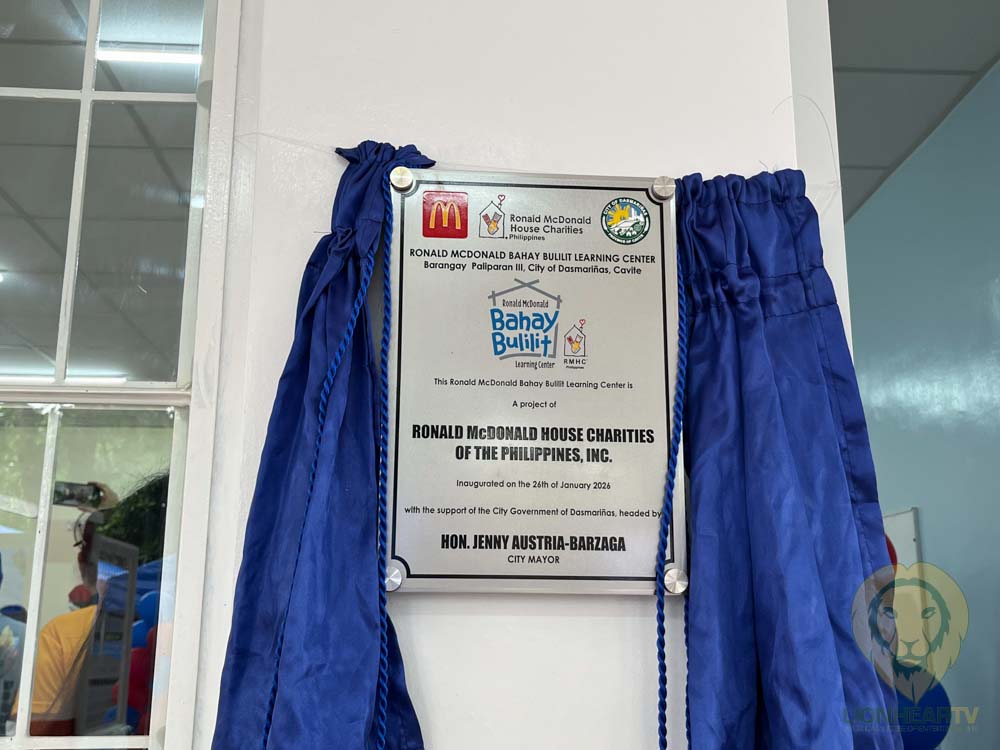 Ronald McDonald
House Charities
Philippines
CITY OF DASMARIÑAS
RONALD MCDONALD BAHAY BULILIT LEARNING CENTER
Barangay Paliparan III, City of Dasmariñas, Cavite
Ronald McDonald
Bahay
Bulilit
Learning Center
RMHC
Philippines
This Ronald McDonald Bahay Bulilit Learning Center is
A project of
RONALD McDONALD HOUSE CHARITIES
OF THE PHILIPPINES, INC.
Inaugurated on the 26th of January 2026
with the support of the City Government of Dasmariñas, headed by
HON. JENNY AUSTRIA-BARZAGA
CITY MAYOR
LIONHEARTV